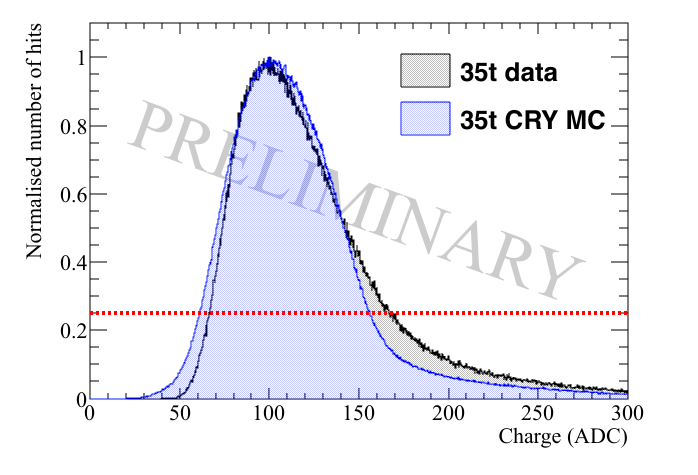 Normalised number of hits
1
0.8
0.6
0.4
0.2
0
35t data
35t CRY MC
PRELIMINARY
0 50 100 150 200 250 300
Charge (ADC)